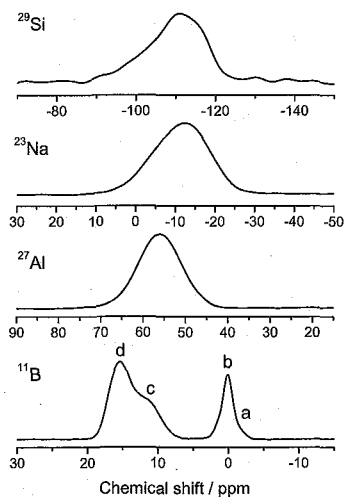 ²⁹Si
-80 -100 -120 -140
²³Na
30 20 10 0 -10 -20 -30 -40 -50
²⁷Al
90 80 70 60 50 40 30 20
¹¹B
d
c
b
a
30 20 10 0 -10
Chemical shift / ppm